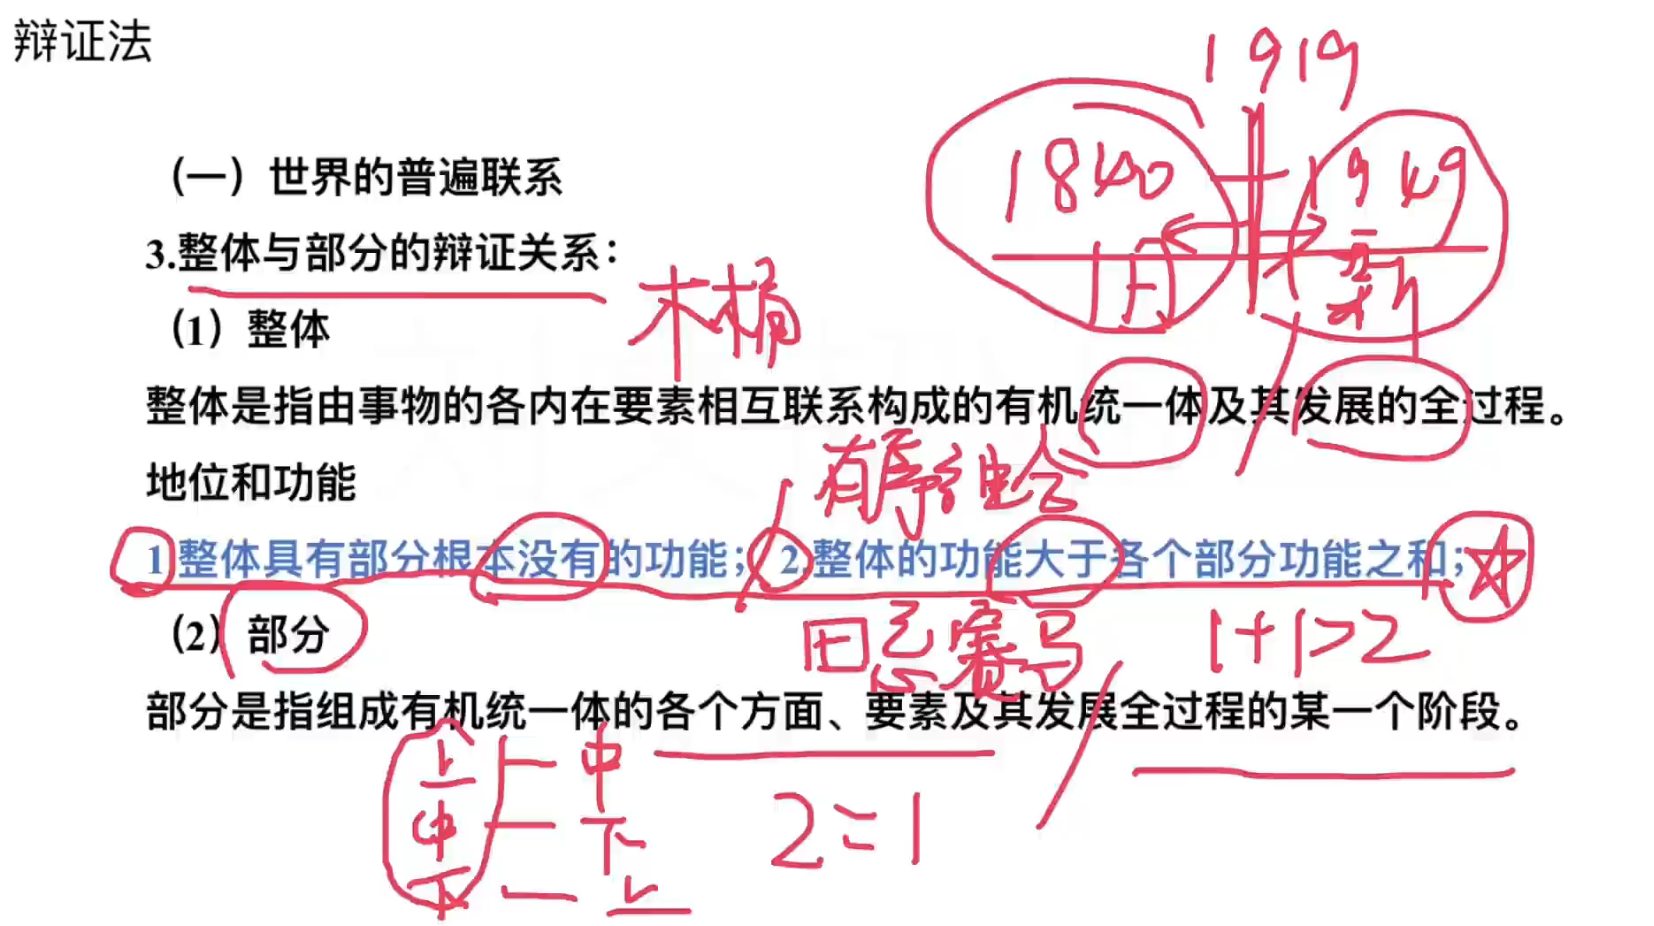 辩证法
1919
1840
1949
旧
新
（一）世界的普遍联系
3.整体与部分的辩证关系：
木桶
（1）整体
整体是指由事物的各内在要素相互联系构成的有机统一体及其发展的全过程。
有序组合
地位和功能
1.整体具有部分根本没有的功能；2.整体的功能大于各个部分功能之和；
（2）部分
田忌赛马
1+1>2
部分是指组成有机统一体的各个方面、要素及其发展全过程的某一个阶段。
上 中
中 下
下 上
2=1